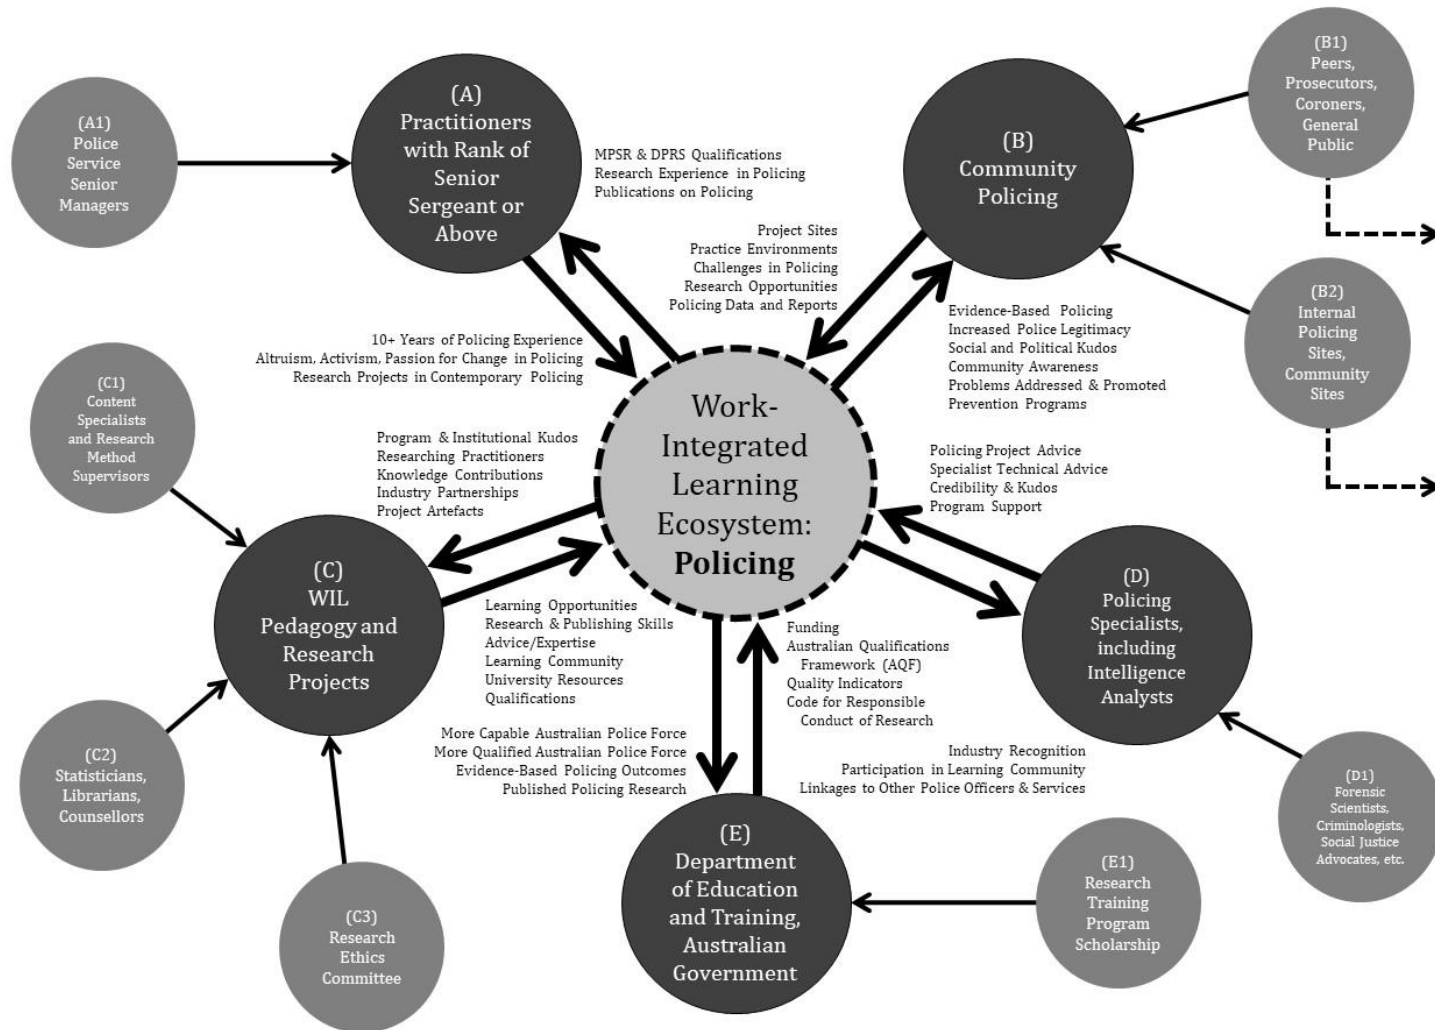 (A1)
Police
Service
Senior
Managers
(A)
Practitioners
with Rank of
Senior
Sergeant or
Above
MPSR & DPRS Qualifications
Research Experience in Policing
Publications on Policing
(B)
Community
Policing
(B1)
Peers,
Prosecutors,
Coroners,
General
Public
Project Sites
Practice Environments
Challenges in Policing
Research Opportunities
Policing Data and Reports
(B2)
Internal
Policing
Sites,
Community
Sites
10+ Years of Policing Experience
Altruism, Activism, Passion for Change in Policing
Research Projects in Contemporary Policing
Evidence-Based Policing
Increased Police Legitimacy
Social and Political Kudos
Community Awareness
Problems Addressed & Promoted
Prevention Programs
(C1)
Content
Specialists
and Research
Method
Supervisors
Work-
Integrated
Learning
Ecosystem:
Policing
Program & Institutional Kudos
Researching Practitioners
Knowledge Contributions
Industry Partnerships
Project Artefacts
Policing Project Advice
Specialist Technical Advice
Credibility & Kudos
Program Support
(C)
WIL
Pedagogy and
Research
Projects
Learning Opportunities
Research & Publishing Skills
Advice/Expertise
Learning Community
University Resources
Qualifications
Funding
Australian Qualifications
Framework (AQF)
Quality Indicators
Code for Responsible
Conduct of Research
(D)
Policing
Specialists,
including
Intelligence
Analysts
(C2)
Statisticians,
Librarians,
Counsellors
More Capable Australian Police Force
More Qualified Australian Police Force
Evidence-Based Policing Outcomes
Published Policing Research
Industry Recognition
Participation in Learning Community
Linkages to Other Police Officers & Services
(D1)
Forensic
Scientists,
Criminologists,
Social Justice
Advocates, etc.
(C3)
Research
Ethics
Committee
(E)
Department
of Education
and Training,
Australian
Government
(E1)
Research
Training
Program
Scholarship